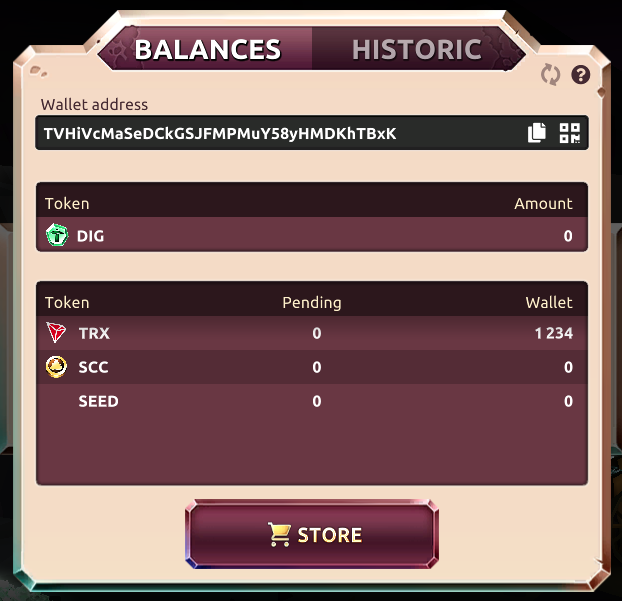 BALANCES HISTORIC
?
Wallet address
TVHiVcMaSeDCkGSJFMPMuY58yHMDKhTBxK
Token Amount
DIG 0
Token Pending Wallet
TRX 0 1 234
SCC 0 0
SEED 0 0
STORE